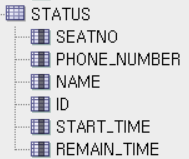 STATUS
SEATNO
PHONE_NUMBER
NAME
ID
START_TIME
REMAIN_TIME